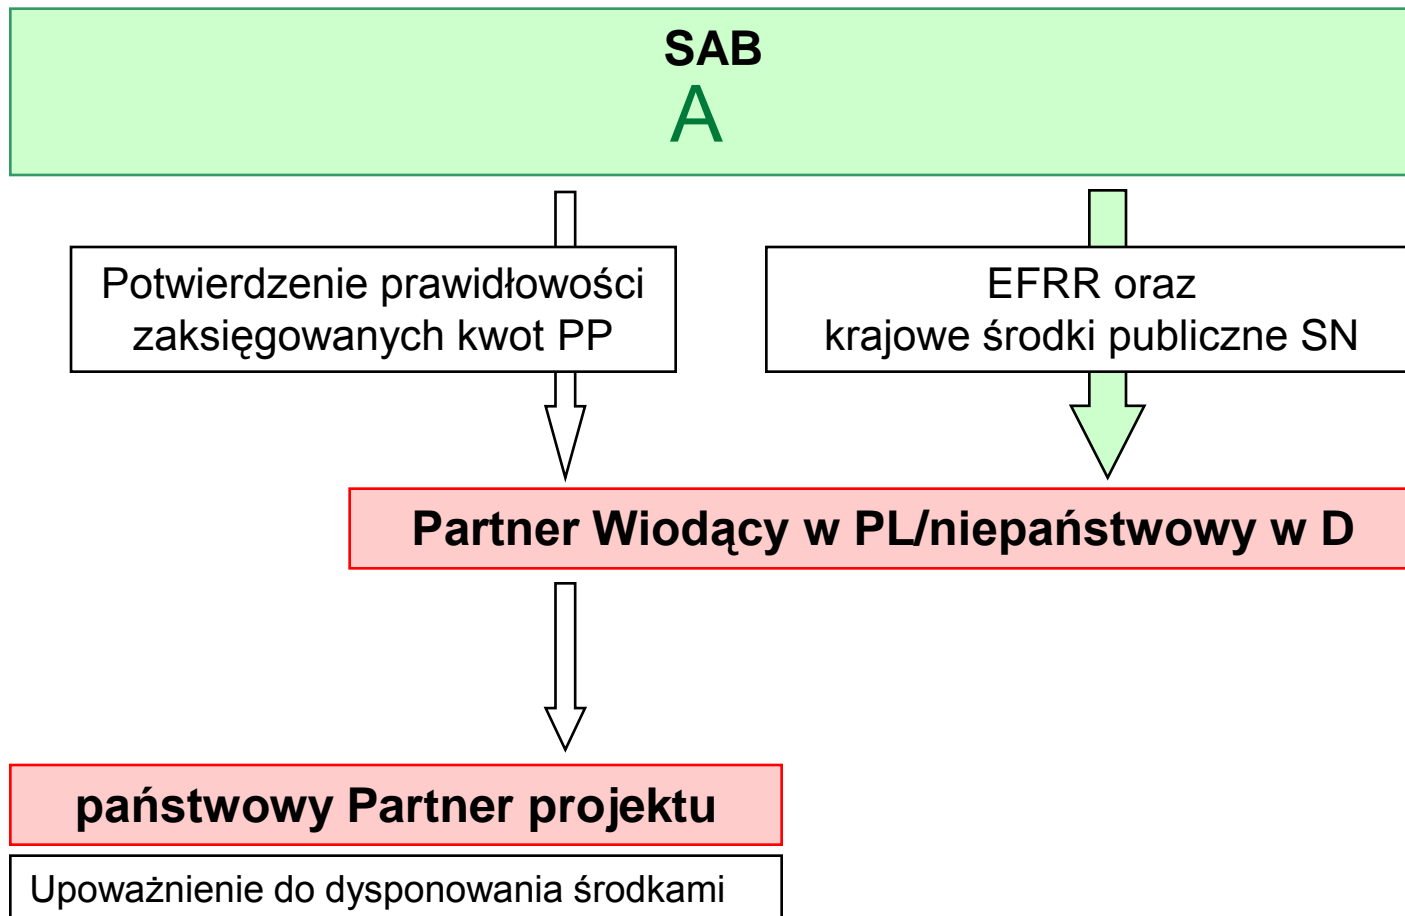 SAB
A
Potwierdzenie prawidłowości
zaksięgowanych kwot PP
EFRR oraz
krajowe środki publiczne SN
Partner Wiodący w PL/niepaństwowy w D
państwowy Partner projektu
Upoważnienie do dysponowania środkami